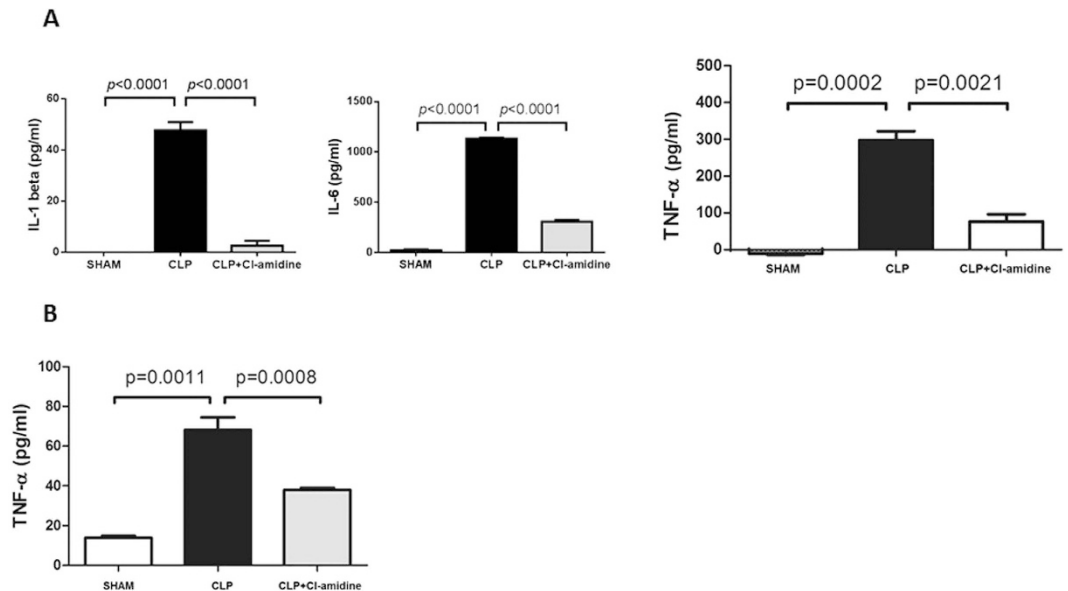 A
p<0.0001 p<0.0001
IL-1 beta (pg/ml)
60
40
20
0
SHAM CLP CLP+Cl-amidine
p<0.0001 p<0.0001
IL-6 (pg/ml)
1500
1000
500
0
SHAM CLP CLP+Cl-amidine
p=0.0002 p=0.0021
TNF-α (pg/ml)
500
400
300
200
100
0
SHAM CLP CLP+Cl-amidine
B
p=0.0011 p=0.0008
TNF-α (pg/ml)
100
80
60
40
20
0
SHAM CLP CLP+Cl-amidine